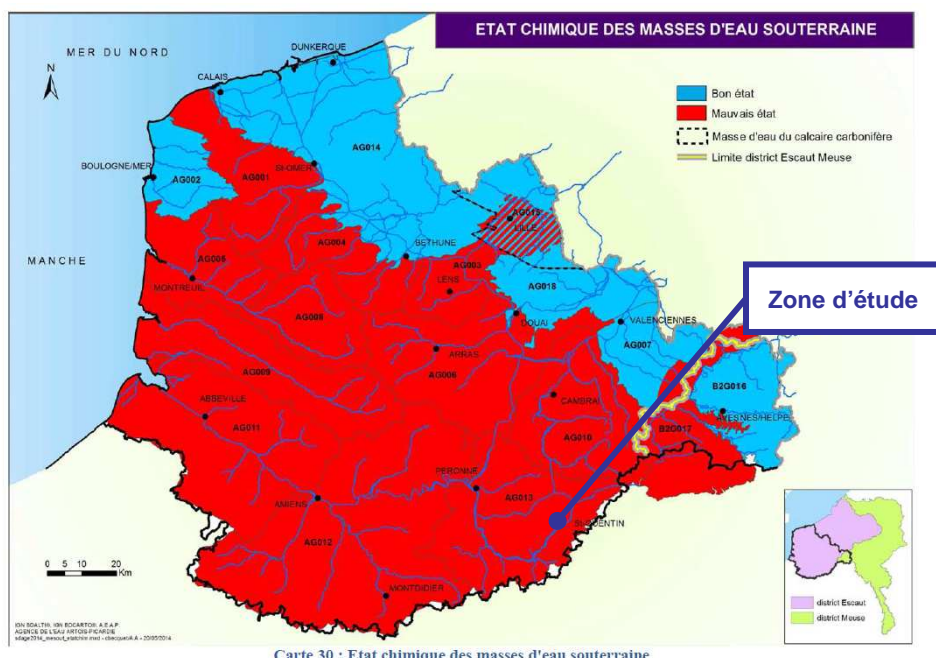 ETAT CHIMIQUE DES MASSES D'EAU SOUTERRAINE
MER DU NORD
DUNKERQUE
N
CALAIS
Bon état
Mauvais état
Masse d'eau du calcaire carbonifère
Limite district Escaut Meuse
AG014
BOULOGNE/MER
AG001
ST-OMER
AG002
AG015
LILLE
AG004
BETHUNE
MANCHE
AG005
AG003
MONTREUIL
LENS
AG018
Zone d'étude
AG008
DOUAI
VALENCIENNES
AG007
ARRAS
AG009
AG006
B2G016
CAMBRAI
AVESNES/HELPE
ABBEVILLE
AG011
AG010
B2G017
PERONNE
AG013
AMIENS
ST-QUENTIN
AG012
0 5 10 20
Km
MONTDIDIER
district Escaut
district Meuse
AGENCE DE L'EAU ARTOIS-PICARDIE
Carte 30 : Etat chimique des masses d'eau souterraine